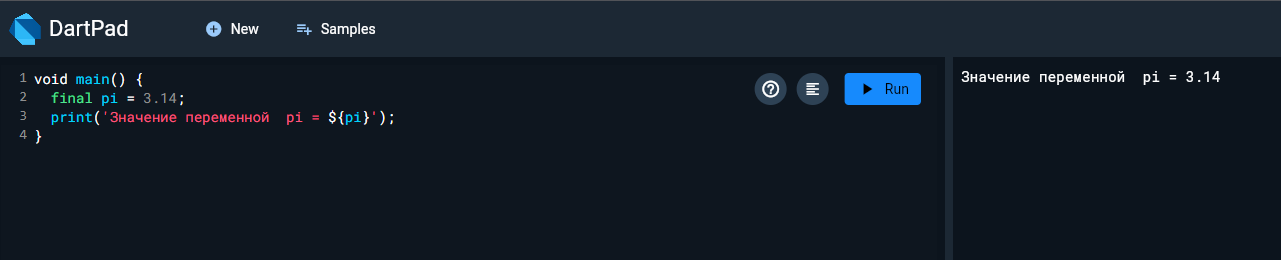 DartPad
New
Samples
1 void main() {
2   final pi = 3.14;
3   print('Значение переменной  pi = ${pi}');
4 }
Run
Значение переменной  pi = 3.14